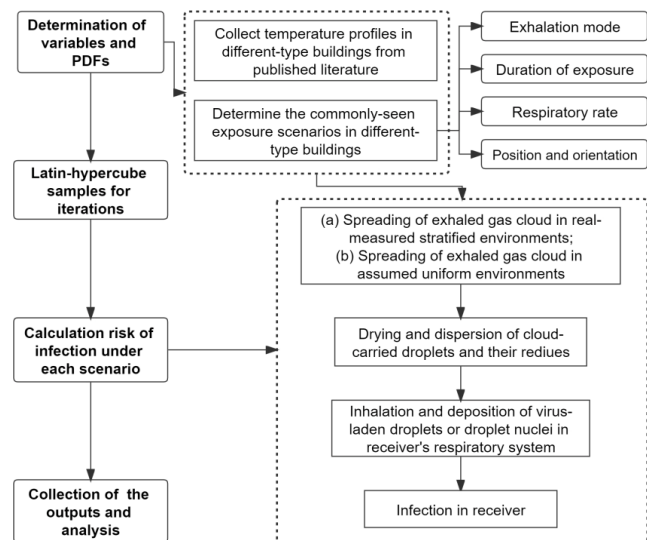 Determination of
variables and
PDFs
Collect temperature profiles in
different-type buildings from
published literature
Determine the commonly-seen
exposure scenarios in different-
type buildings
Exhalation mode
Duration of exposure
Respiratory rate
Position and orientation
Latin-hypercube
samples for
iterations
(a) Spreading of exhaled gas cloud in real-
measured stratified environments;
(b) Spreading of exhaled gas cloud in
assumed uniform environments
Calculation risk of
infection under
each scenario
Drying and dispersion of cloud-
carried droplets and their rediues
Inhalation and deposition of virus-
laden droplets or droplet nuclei in
receiver's respiratory system
Collection of the
outputs and
analysis
Infection in receiver